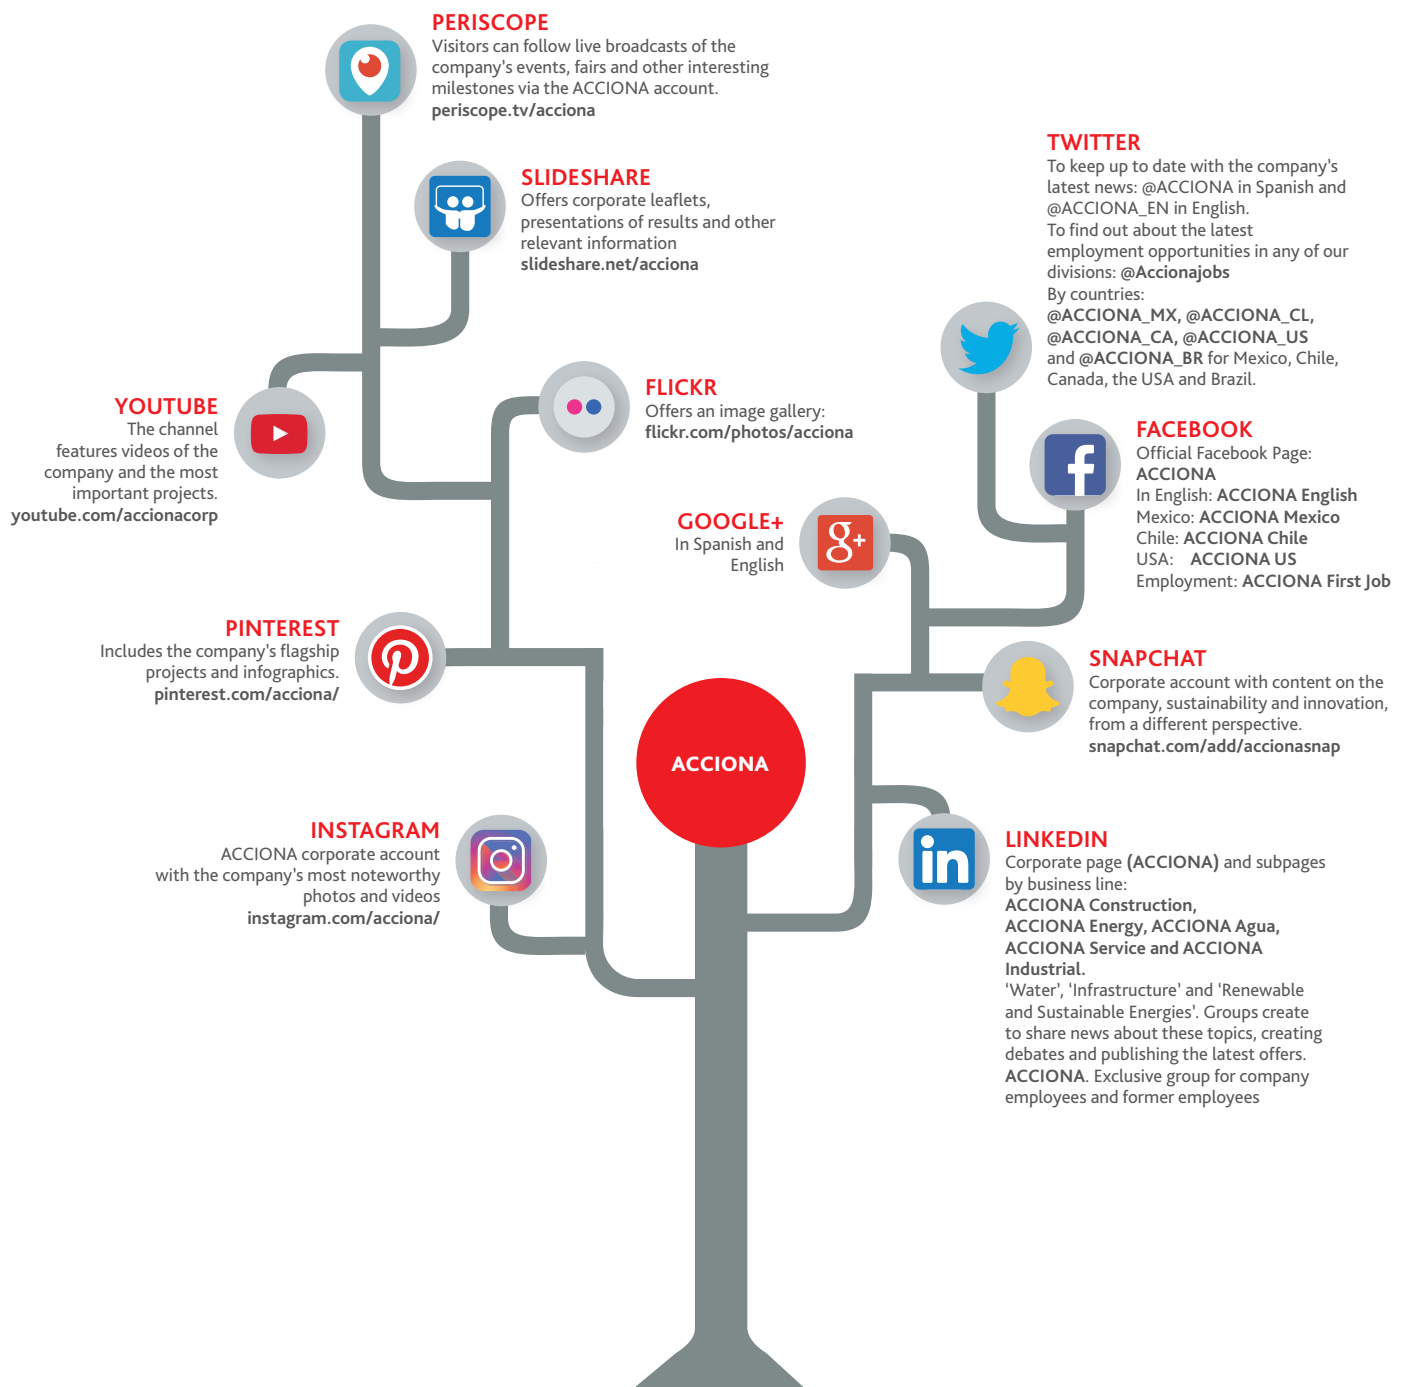 PERISCOPE
Visitors can follow live broadcasts of the
company's events, fairs and other interesting
milestones via the ACCIONA account.
periscope.tv/acciona
SLIDESHARE
Offers corporate leaflets,
presentations of results and other
relevant information
slideshare.net/acciona
YOUTUBE
The channel
features videos of the
company and the most
important projects.
youtube.com/accionacorp
FLICKR
Offers an image gallery:
flickr.com/photos/acciona
PINTEREST
Includes the company's flagship
projects and infographics.
pinterest.com/acciona/
INSTAGRAM
ACCIONA corporate account
with the company's most noteworthy
photos and videos
instagram.com/acciona/
ACCIONA
TWITTER
To keep up to date with the company's
latest news: @ACCIONA in Spanish and
@ACCIONA_EN in English.
To find out about the latest
employment opportunities in any of our
divisions: @Accionajobs
By countries:
@ACCIONA_MX, @ACCIONA_CL,
@ACCIONA_CA, @ACCIONA_US
and @ACCIONA_BR for Mexico, Chile,
Canada, the USA and Brazil.
f
FACEBOOK
Official Facebook Page:
ACCIONA
In English: ACCIONA English
Mexico: ACCIONA Mexico
Chile: ACCIONA Chile
USA: ACCIONA US
Employment: ACCIONA First Job
GOOGLE+
In Spanish and
English
g+
SNAPCHAT
Corporate account with content on the
company, sustainability and innovation,
from a different perspective.
snapchat.com/add/accionasnap
in
LINKEDIN
Corporate page (ACCIONA) and subpages
by business line:
ACCIONA Construction,
ACCIONA Energy, ACCIONA Agua,
ACCIONA Service and ACCIONA
Industrial.
‘Water’, ‘Infrastructure’ and ‘Renewable
and Sustainable Energies'. Groups create
to share news about these topics, creating
debates and publishing the latest offers.
ACCIONA. Exclusive group for company
employees and former employees